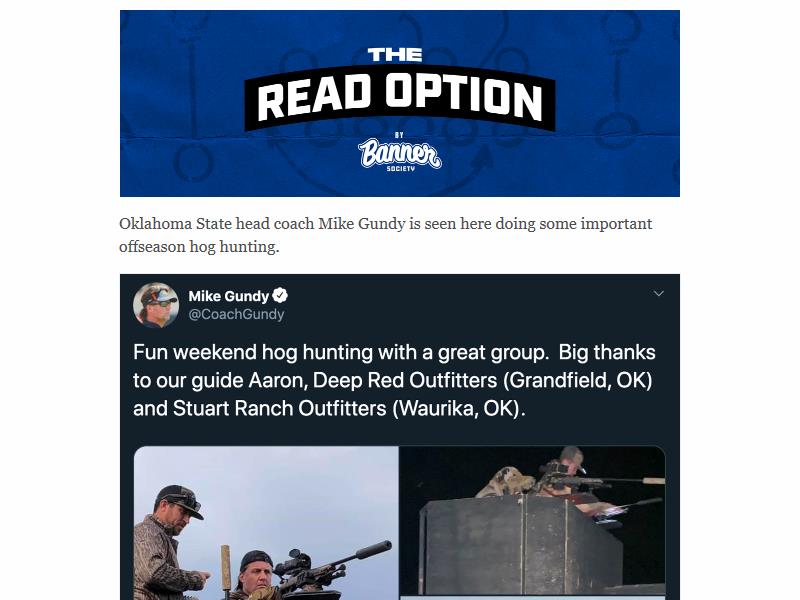 THE
READ OPTION
BY
Banner
SOCIETY
Oklahoma State head coach Mike Gundy is seen here doing some important
offseason hog hunting.
Mike Gundy
@CoachGundy
Fun weekend hog hunting with a great group. Big thanks
to our guide Aaron, Deep Red Outfitters (Grandfield, OK)
and Stuart Ranch Outfitters (Waurika, OK).